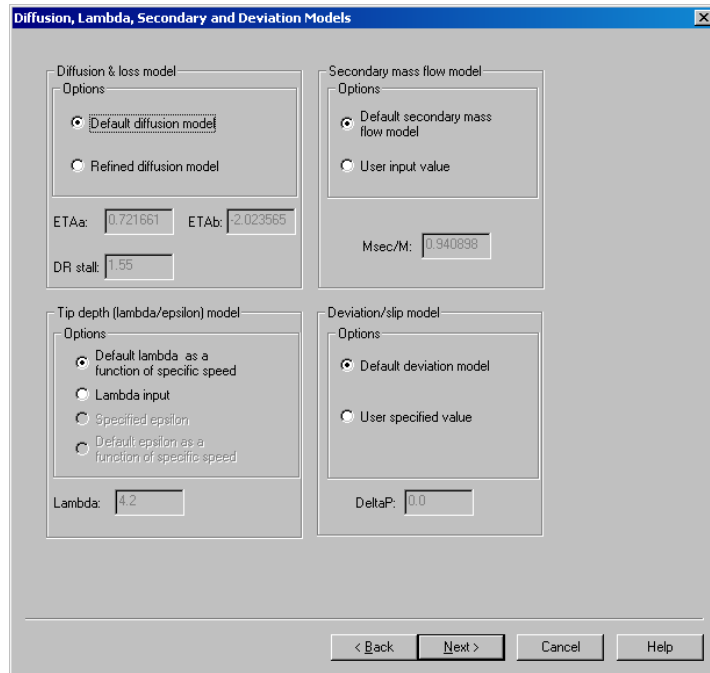 Diffusion, Lambda, Secondary and Deviation Models
Diffusion & loss model
Options
Default diffusion model
Refined diffusion model
ETAa: 0.721661 ETAb: -2.023565
DR stall: 1.55
Secondary mass flow model
Options
Default secondary mass
flow model
User input value
Msec/M: 0.940898
Tip depth (lambda/epsilon) model
Options
Default lambda as a
function of specific speed
Lambda input
Specified epsilon
Default epsilon as a
function of specific speed
Lambda: 4.2
Deviation/slip model
Options
Default deviation model
User specified value
DeltaP: 0.0
< Back Next > Cancel Help